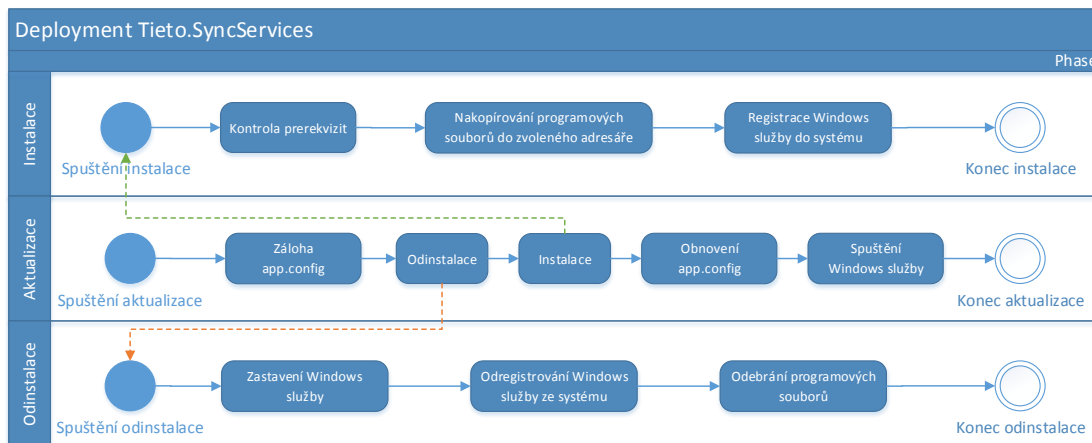 Deployment Tieto.SyncServices
Phase
Instalace
Kontrola prerekvizit
Nakopírování programových
souborů do zvoleného adresáře
Registrace Windows
služby do systému
Spuštění instalace
Konec instalace
Aktualizace
Záloha
app.config
Odinstalace
Instalace
Obnovení
app.config
Spuštění
Windows služby
Spuštění aktualizace
Konec aktualizace
Odinstalace
Zastavení Windows
služby
Odregistrování Windows
služby ze systému
Odebrání programových
souborů
Spuštění odinstalace
Konec odinstalace